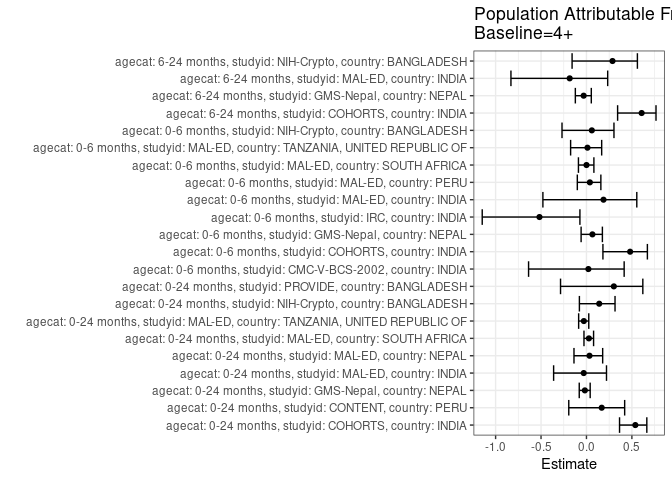 Population Attributable Fr
Baseline=4+
agecat: 6-24 months, studyid: NIH-Crypto, country: BANGLADESH
agecat: 6-24 months, studyid: MAL-ED, country: INDIA
agecat: 6-24 months, studyid: GMS-Nepal, country: NEPAL
agecat: 6-24 months, studyid: COHORTS, country: INDIA
agecat: 0-6 months, studyid: NIH-Crypto, country: BANGLADESH
agecat: 0-6 months, studyid: MAL-ED, country: TANZANIA, UNITED REPUBLIC OF
agecat: 0-6 months, studyid: MAL-ED, country: SOUTH AFRICA
agecat: 0-6 months, studyid: MAL-ED, country: PERU
agecat: 0-6 months, studyid: MAL-ED, country: INDIA
agecat: 0-6 months, studyid: IRC, country: INDIA
agecat: 0-6 months, studyid: GMS-Nepal, country: NEPAL
agecat: 0-6 months, studyid: COHORTS, country: INDIA
agecat: 0-6 months, studyid: CMC-V-BCS-2002, country: INDIA
agecat: 0-24 months, studyid: PROVIDE, country: BANGLADESH
agecat: 0-24 months, studyid: NIH-Crypto, country: BANGLADESH
agecat: 0-24 months, studyid: MAL-ED, country: TANZANIA, UNITED REPUBLIC OF
agecat: 0-24 months, studyid: MAL-ED, country: SOUTH AFRICA
agecat: 0-24 months, studyid: MAL-ED, country: NEPAL
agecat: 0-24 months, studyid: MAL-ED, country: INDIA
agecat: 0-24 months, studyid: GMS-Nepal, country: NEPAL
agecat: 0-24 months, studyid: CONTENT, country: PERU
agecat: 0-24 months, studyid: COHORTS, country: INDIA
-1.0 -0.5 0.0 0.5
Estimate